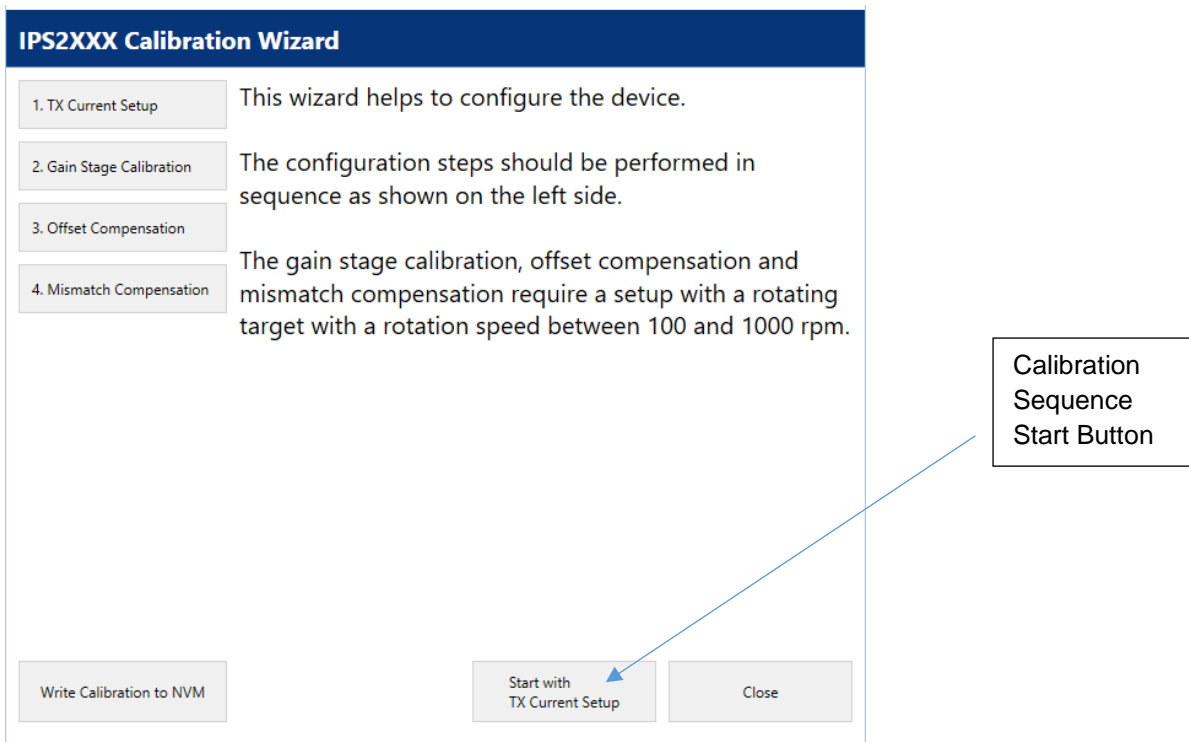 IPS2XXX Calibration Wizard
1. TX Current Setup
2. Gain Stage Calibration
3. Offset Compensation
4. Mismatch Compensation
This wizard helps to configure the device.
The configuration steps should be performed in
sequence as shown on the left side.
The gain stage calibration, offset compensation and
mismatch compensation require a setup with a rotating
target with a rotation speed between 100 and 1000 rpm.
Calibration
Sequence
Start Button
Write Calibration to NVM
Start with
TX Current Setup
Close